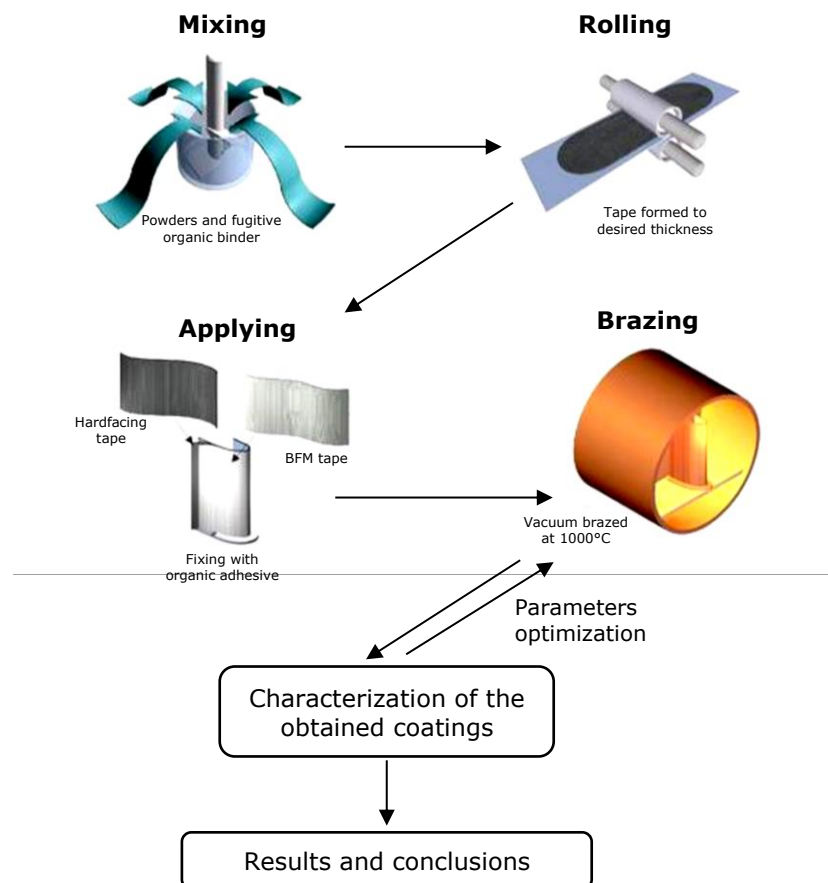 Mixing
Rolling
Powders and fugitive
organic binder
Tape formed to
desired thickness
Applying
Brazing
Hardfacing
tape
BFM tape
Fixing with
organic adhesive
Vacuum brazed
at 1000°C
Parameters
optimization
Characterization of the
obtained coatings
Results and conclusions